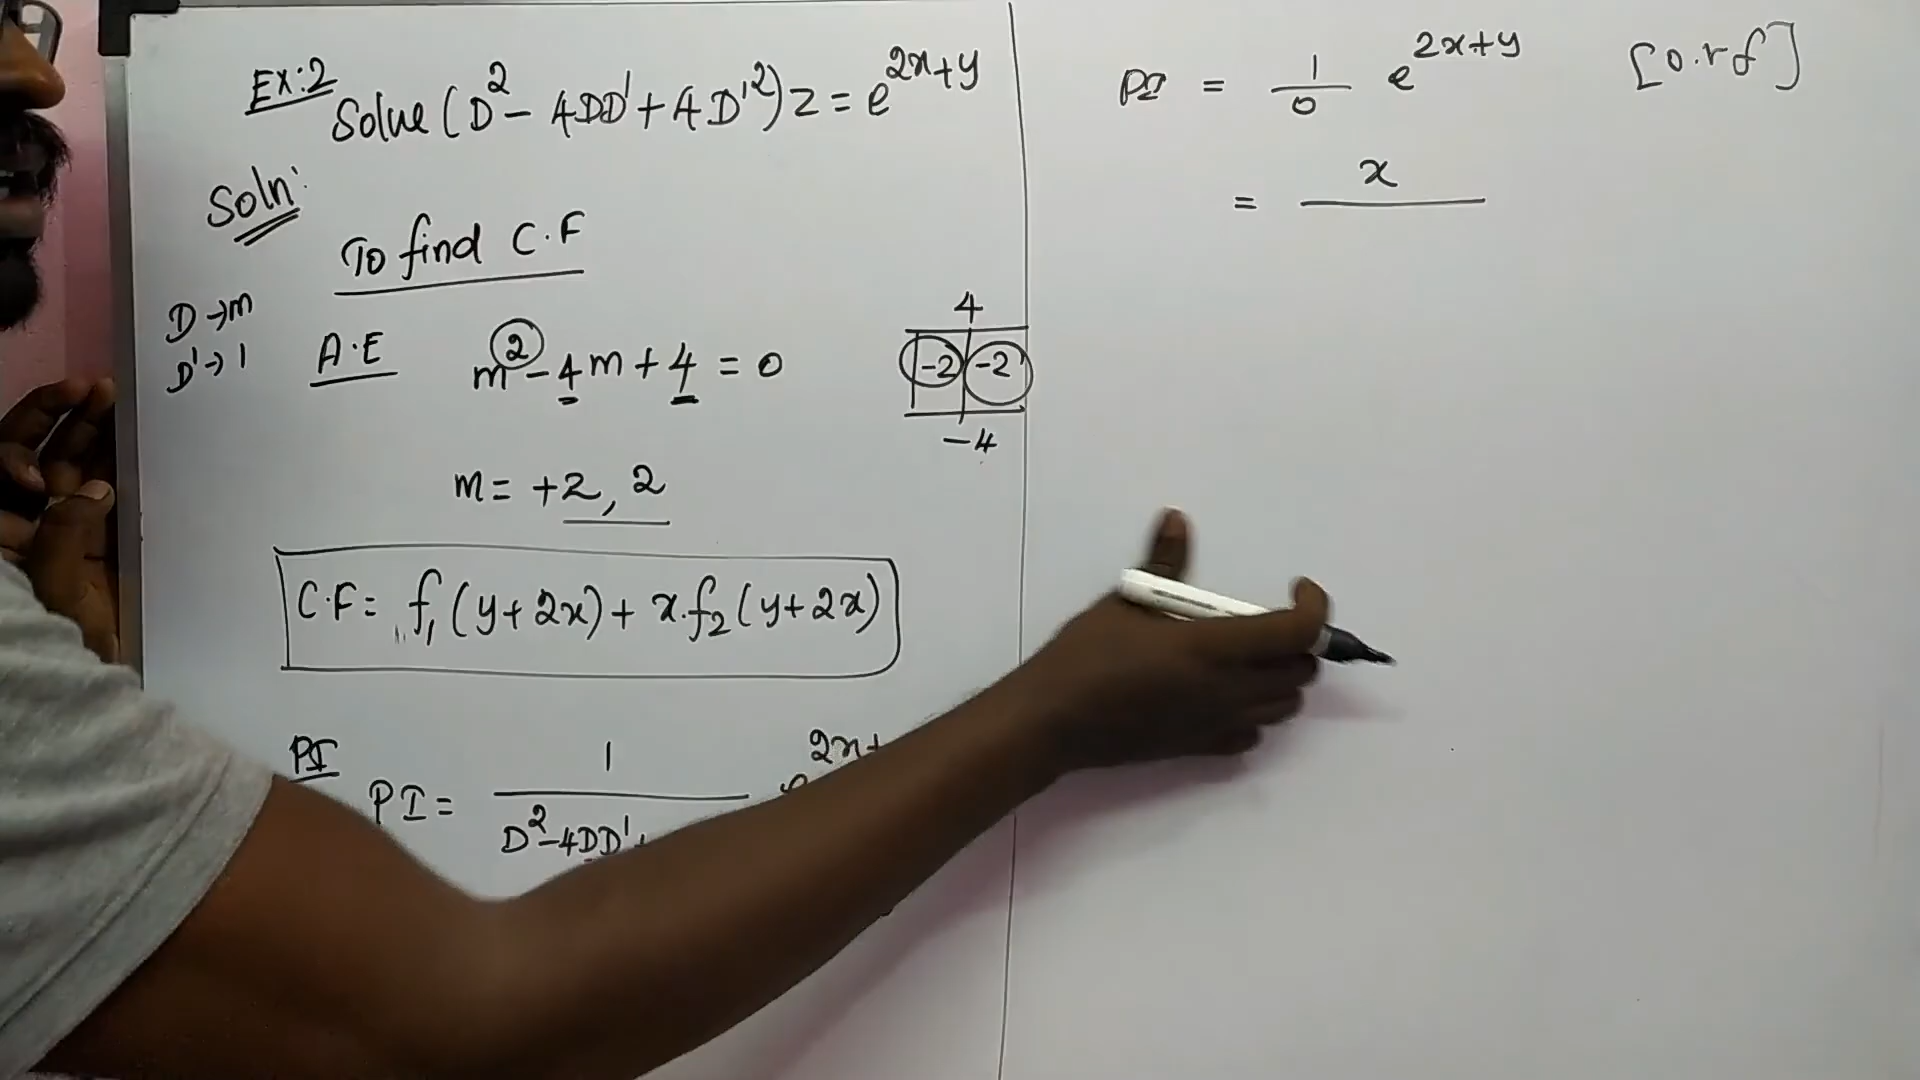 Ex:2
Solve (D² - 4DD' + 4D'²) z = e^{2x+y}
Soln:
To find C.F
D → m
D' → 1
A.E m² - 4m + 4 = 0
4
-2 -2
-4
m = +2, 2
C.F = f₁(y+2x) + x.f₂(y+2x)
PI
PI = 1
D² - 4DD' +
PI = 1/0 e^{2x+y} [o.r f]
= x